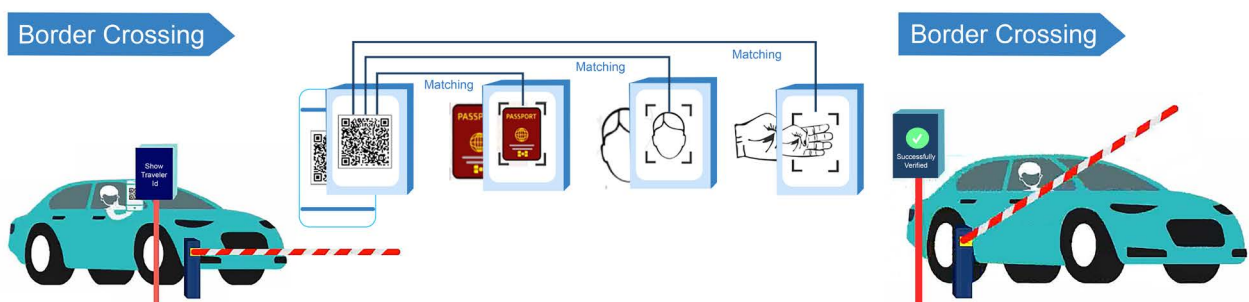 Border Crossing
Show
Traveler
Id
Matching
Matching
Matching
PASSPORT
PASSPORT
Border Crossing
Successfully
Verified